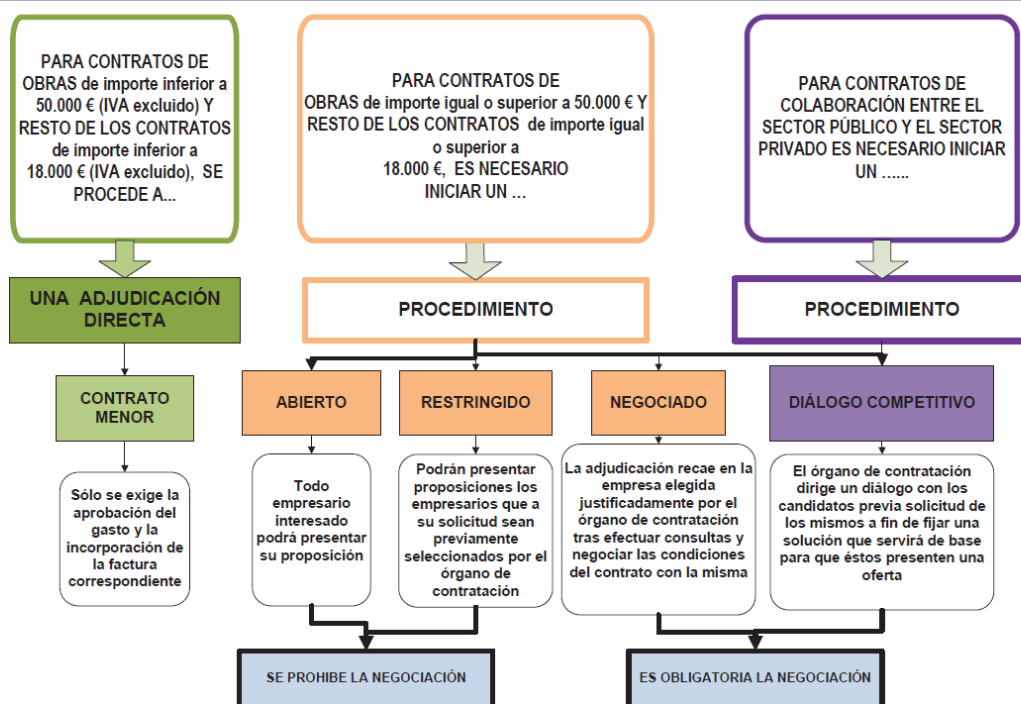 PARA CONTRATOS DE
OBRAS de importe inferior a
50.000 € (IVA excluido) Y
RESTO DE LOS CONTRATOS
de importe inferior a
18.000 € (IVA excluido), SE
PROCEDE A...
PARA CONTRATOS DE
OBRAS de importe igual o superior a 50.000 € Y
RESTO DE LOS CONTRATOS de importe igual
o superior a
18.000 €, ES NECESARIO
INICIAR UN ...
PARA CONTRATOS DE
COLABORACIÓN ENTRE EL
SECTOR PÚBLICO Y EL SECTOR
PRIVADO ES NECESARIO INICIAR
UN ......
UNA ADJUDICACIÓN
DIRECTA
PROCEDIMIENTO
PROCEDIMIENTO
CONTRATO
MENOR
ABIERTO
RESTRINGIDO
NEGOCIADO
DIÁLOGO COMPETITIVO
Sólo se exige la
aprobación del
gasto y la
incorporación de
la factura
correspondiente
Todo
empresario
interesado
podrá presentar
su proposición
Podrán presentar
proposiciones los
empresarios que a
su solicitud sean
previamente
seleccionados por el
órgano de
contratación
La adjudicación recae en la
empresa elegida
justificadamente por el
órgano de contratación
tras efectuar consultas y
negociar las condiciones
del contrato con la misma
El órgano de contratación
dirige un diálogo con los
candidatos previa solicitud de
los mismos a fin de fijar una
solución que servirá de base
para que éstos presenten una
oferta
SE PROHIBE LA NEGOCIACIÓN
ES OBLIGATORIA LA NEGOCIACIÓN